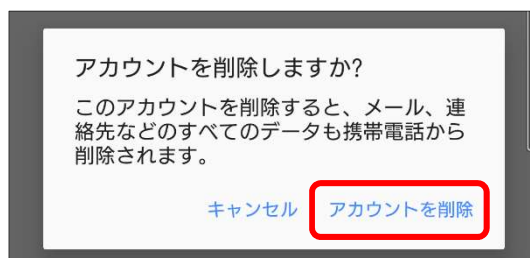 アカウントを削除しますか?
このアカウントを削除すると、メール、連
絡先などのすべてのデータも携帯電話から
削除されます。
キャンセル アカウントを削除